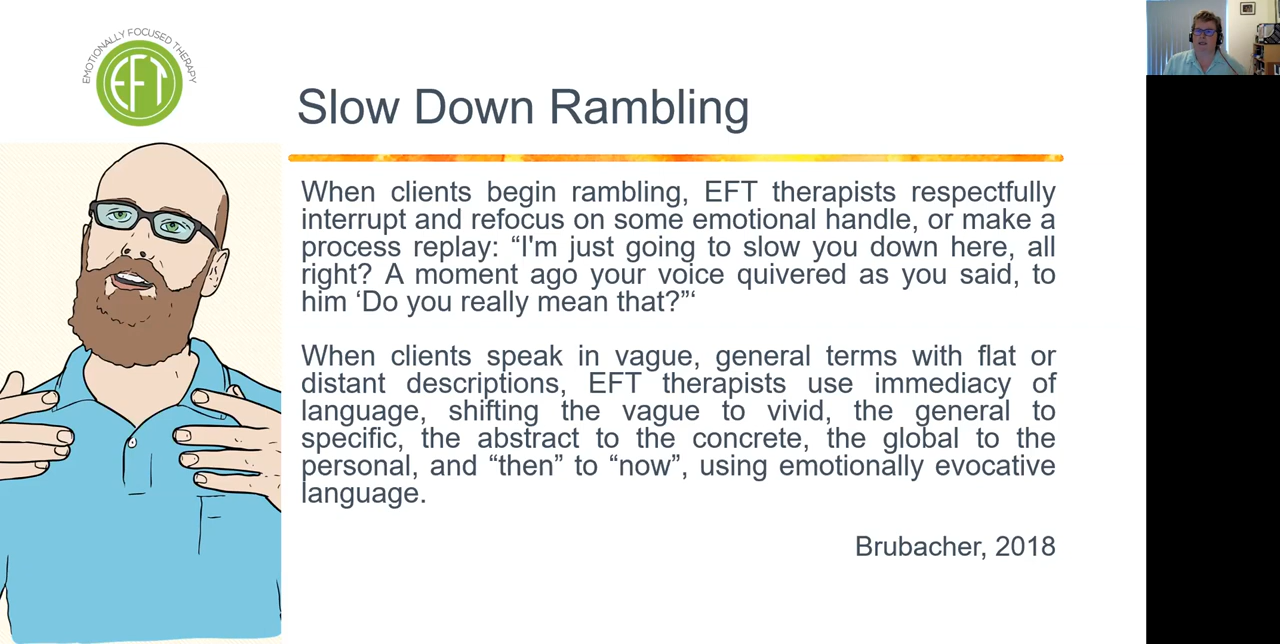 EMOTIONALLY FOCUSED THERAPY
EFT
Slow Down Rambling
When clients begin rambling, EFT therapists respectfully
interrupt and refocus on some emotional handle, or make a
process replay: “I'm just going to slow you down here, all
right? A moment ago your voice quivered as you said, to
him ‘Do you really mean that?”‘
When clients speak in vague, general terms with flat or
distant descriptions, EFT therapists use immediacy of
language, shifting the vague to vivid, the general to
specific, the abstract to the concrete, the global to the
personal, and “then” to “now”, using emotionally evocative
language.
Brubacher, 2018